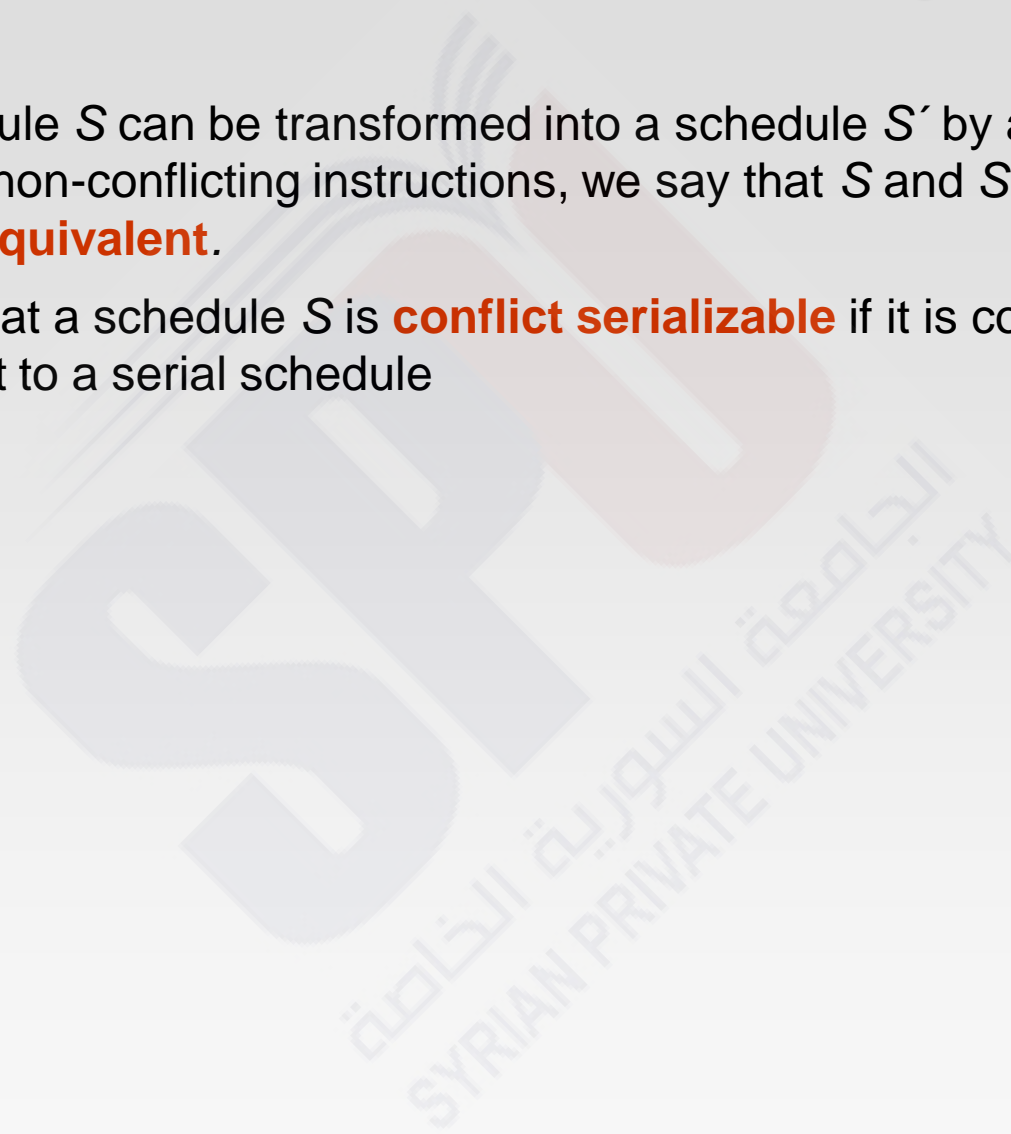 ule S can be transformed into a schedule S´ by a
non-conflicting instructions, we say that S and S
quivalent.
at a schedule S is conflict serializable if it is co
t to a serial schedule
SPU
الجامعة السورية الخاصة
SYRIAN PRIVATE UNIVERSITY